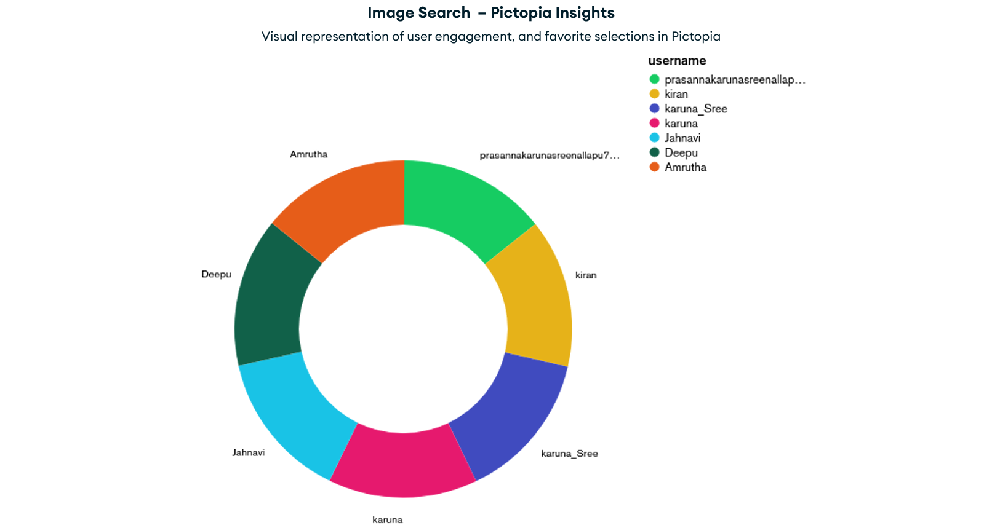 Image Search – Pictopia Insights
Visual representation of user engagement, and favorite selections in Pictopia
username
prasannakarunasreenallap...
kiran
karuna_Sree
karuna
Jahnavi
Deepu
Amrutha
Amrutha
prasannakarunasreenallapu7...
Deepu
kiran
Jahnavi
karuna_Sree
karuna